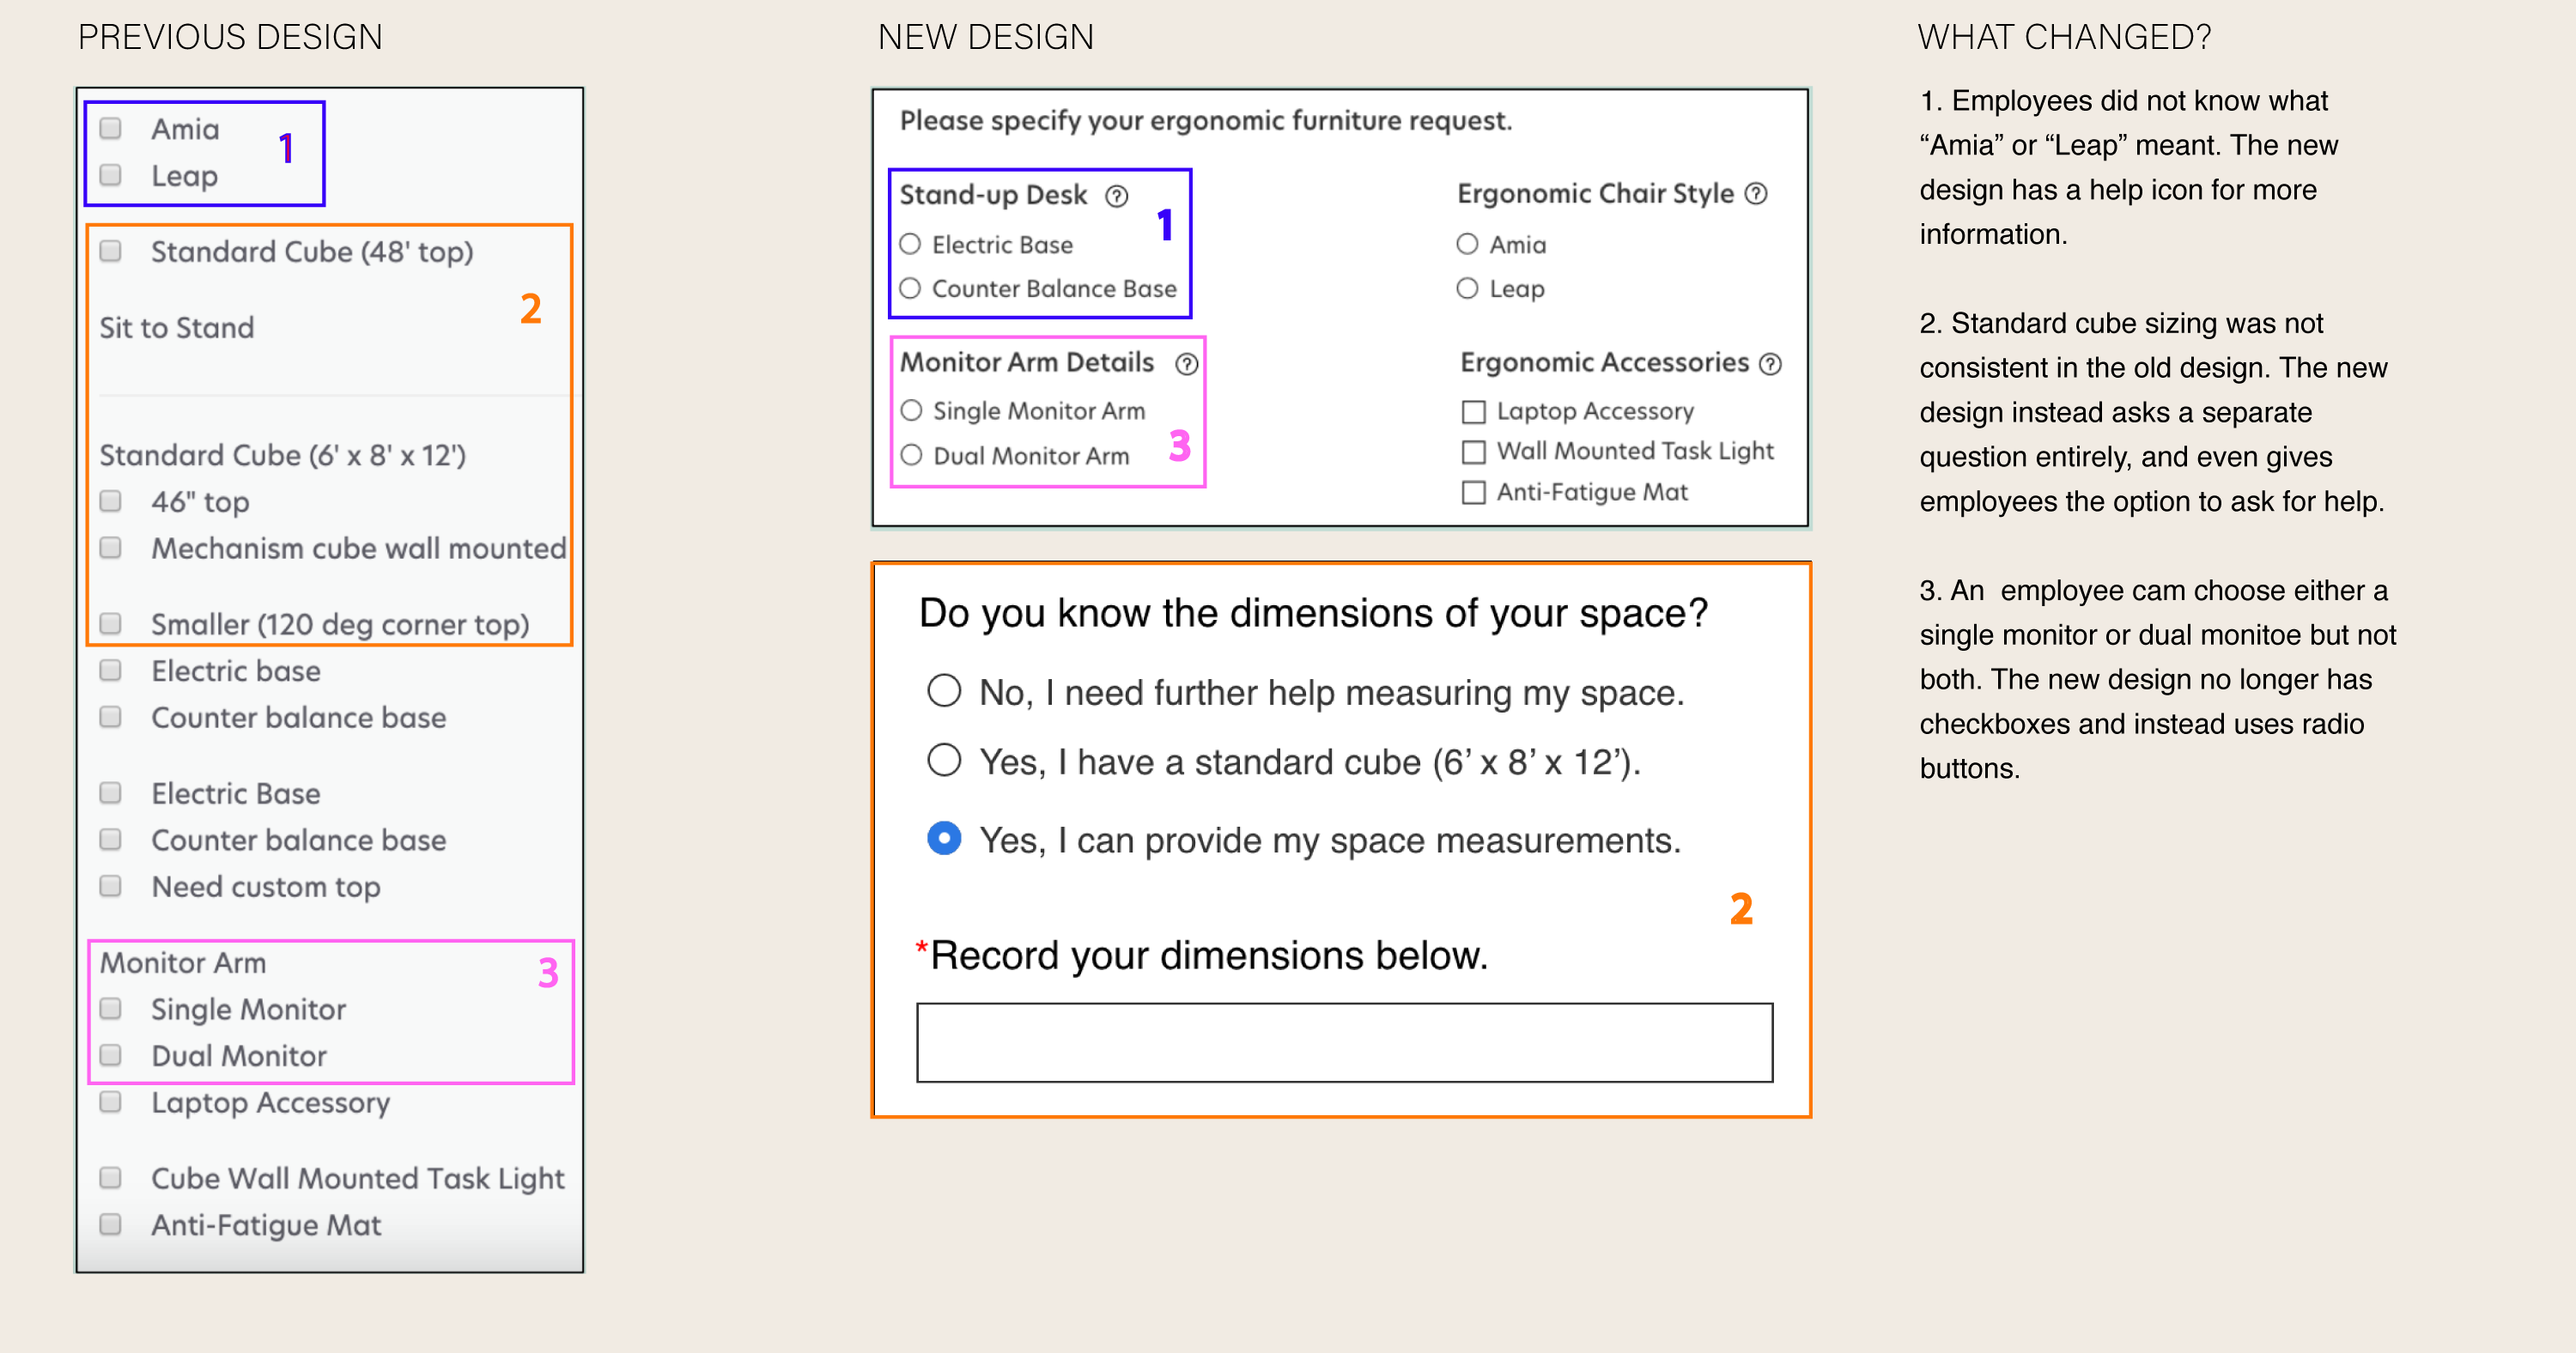 PREVIOUS DESIGN
Amia
1
Leap
Standard Cube (48' top)
2
Sit to Stand
Standard Cube (6' x 8' x 12')
46" top
Mechanism cube wall mounted
Smaller (120 deg corner top)
Electric base
Counter balance base
Electric Base
Counter balance base
Need custom top
Monitor Arm
3
Single Monitor
Dual Monitor
Laptop Accessory
Cube Wall Mounted Task Light
Anti-Fatigue Mat
NEW DESIGN
Please specify your ergonomic furniture request.
Stand-up Desk ?
1
Electric Base
Counter Balance Base
Ergonomic Chair Style ?
Amia
Leap
Monitor Arm Details ?
Single Monitor Arm
3
Dual Monitor Arm
Ergonomic Accessories ?
Laptop Accessory
Wall Mounted Task Light
Anti-Fatigue Mat
Do you know the dimensions of your space?
No, I need further help measuring my space.
Yes, I have a standard cube (6’ x 8’ x 12’).
Yes, I can provide my space measurements.
2
*Record your dimensions below.
WHAT CHANGED?
1. Employees did not know what
“Amia” or “Leap” meant. The new
design has a help icon for more
information.
2. Standard cube sizing was not
consistent in the old design. The new
design instead asks a separate
question entirely, and even gives
employees the option to ask for help.
3. An  employee cam choose either a
single monitor or dual monitoe but not
both. The new design no longer has
checkboxes and instead uses radio
buttons.